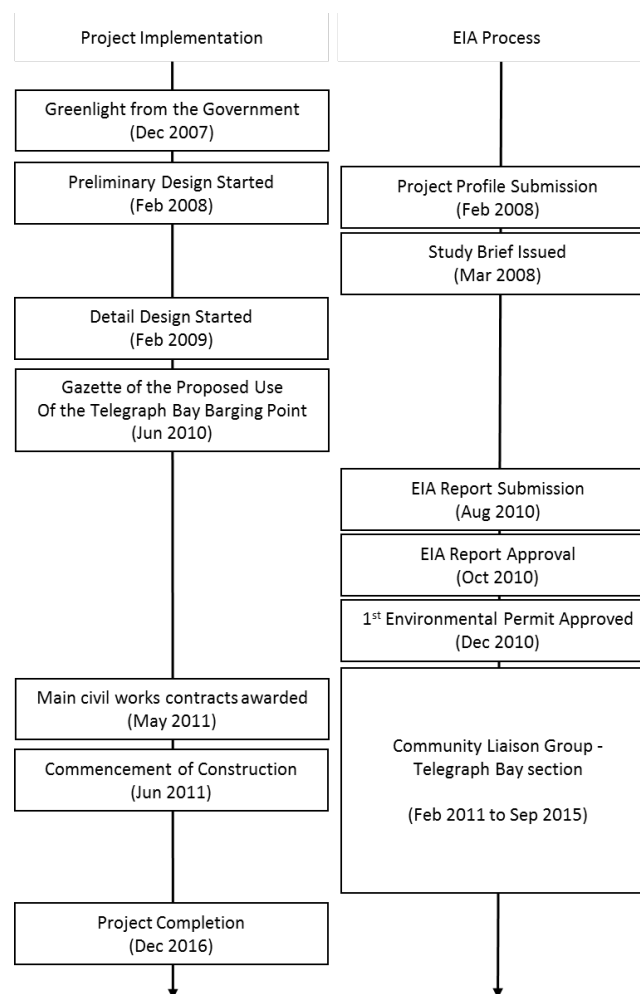 Project Implementation
Greenlight from the Government
(Dec 2007)
Preliminary Design Started
(Feb 2008)
Detail Design Started
(Feb 2009)
Gazette of the Proposed Use
Of the Telegraph Bay Barging Point
(Jun 2010)
Main civil works contracts awarded
(May 2011)
Commencement of Construction
(Jun 2011)
Project Completion
(Dec 2016)
EIA Process
Project Profile Submission
(Feb 2008)
Study Brief Issued
(Mar 2008)
EIA Report Submission
(Aug 2010)
EIA Report Approval
(Oct 2010)
1st Environmental Permit Approved
(Dec 2010)
Community Liaison Group -
Telegraph Bay section
(Feb 2011 to Sep 2015)